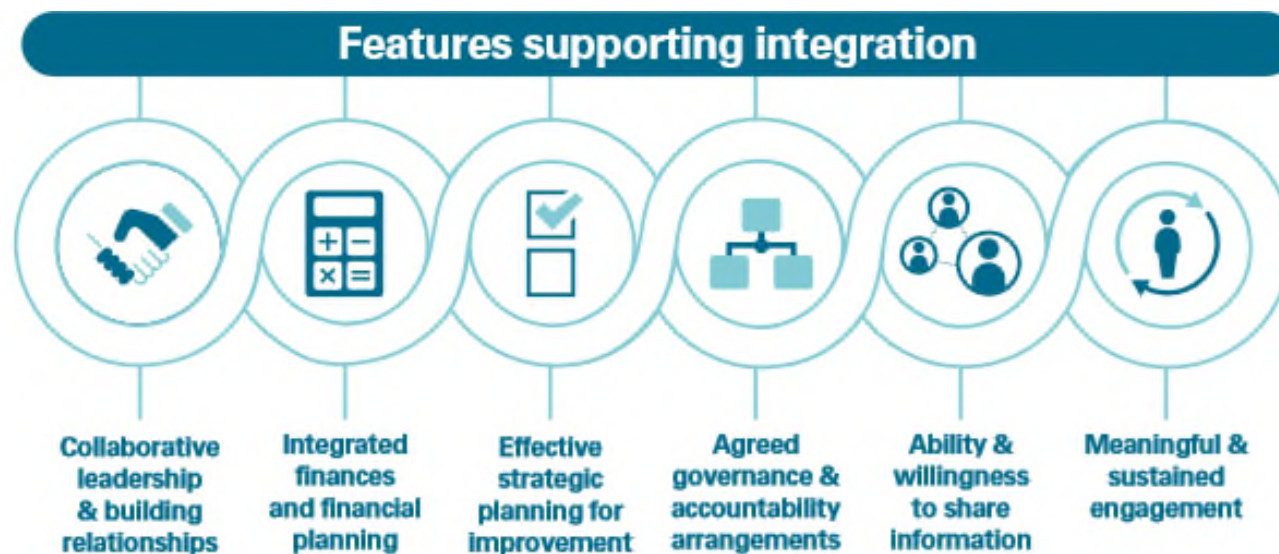 Features supporting integration
+ −
× =
Collaborative
leadership
& building
relationships
Integrated
finances
and financial
planning
Effective
strategic
planning for
improvement
Agreed
governance &
accountability
arrangements
Ability &
willingness
to share
information
Meaningful &
sustained
engagement